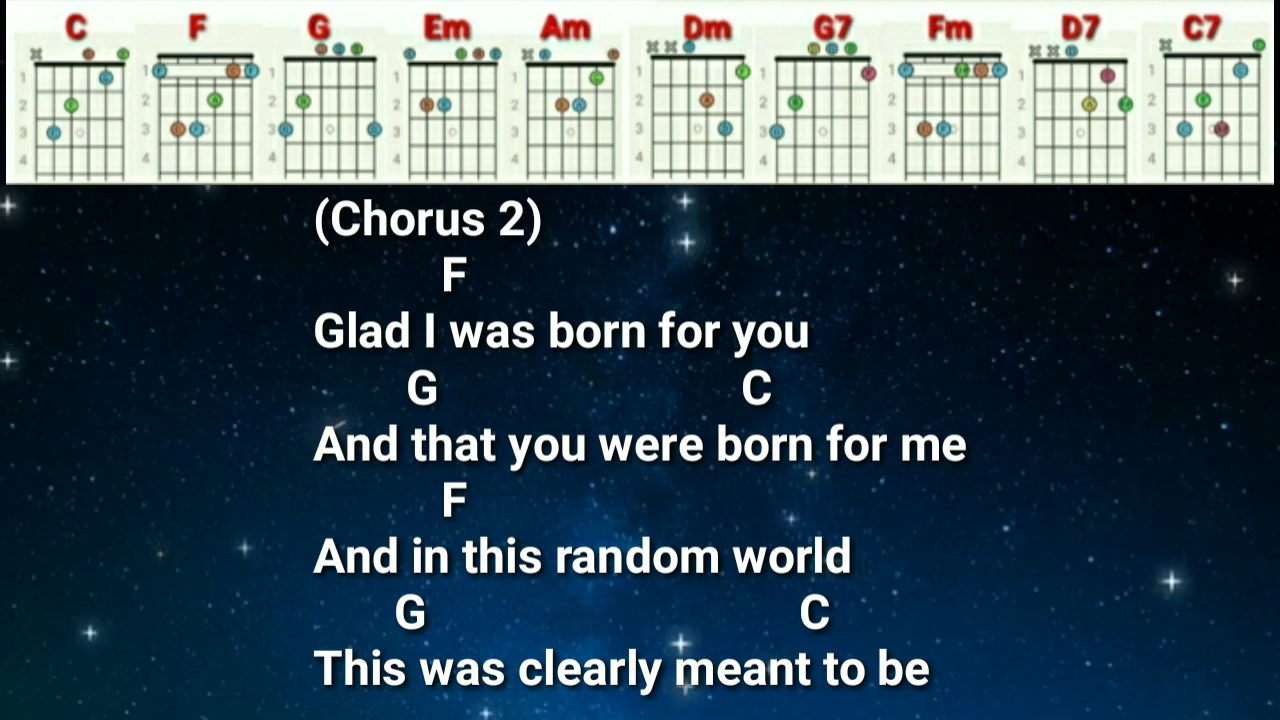 C F G Em Am Dm G7 Fm D7 C7
(Chorus 2)
F
Glad I was born for you
G C
And that you were born for me
F
And in this random world
G C
This was clearly meant to be